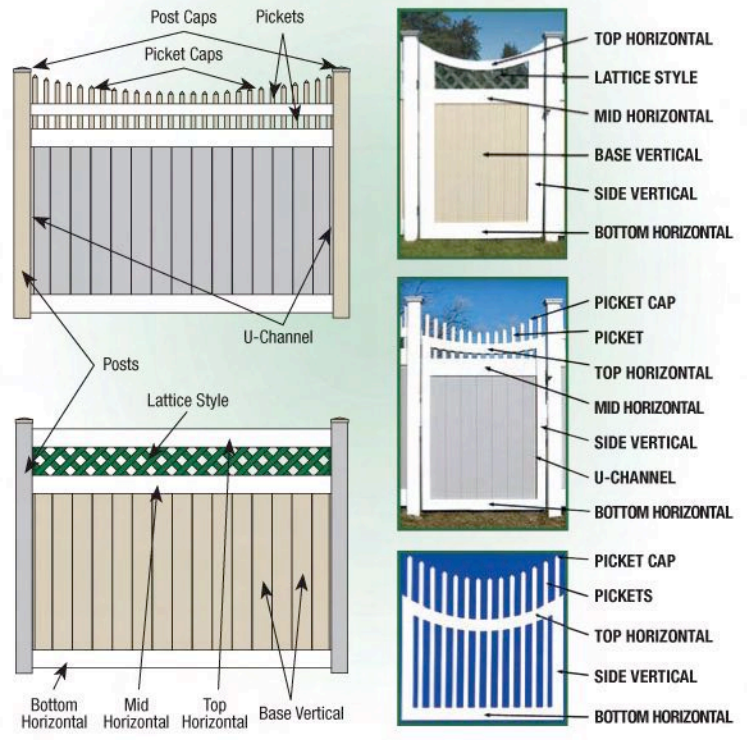 Post Caps
Pickets
Picket Caps
U-Channel
Posts
Lattice Style
Bottom
Horizontal
Mid
Horizontal
Top
Horizontal
Base Vertical
TOP HORIZONTAL
LATTICE STYLE
MID HORIZONTAL
BASE VERTICAL
SIDE VERTICAL
BOTTOM HORIZONTAL
PICKET CAP
PICKET
TOP HORIZONTAL
MID HORIZONTAL
SIDE VERTICAL
U-CHANNEL
BOTTOM HORIZONTAL
PICKET CAP
PICKETS
TOP HORIZONTAL
SIDE VERTICAL
BOTTOM HORIZONTAL